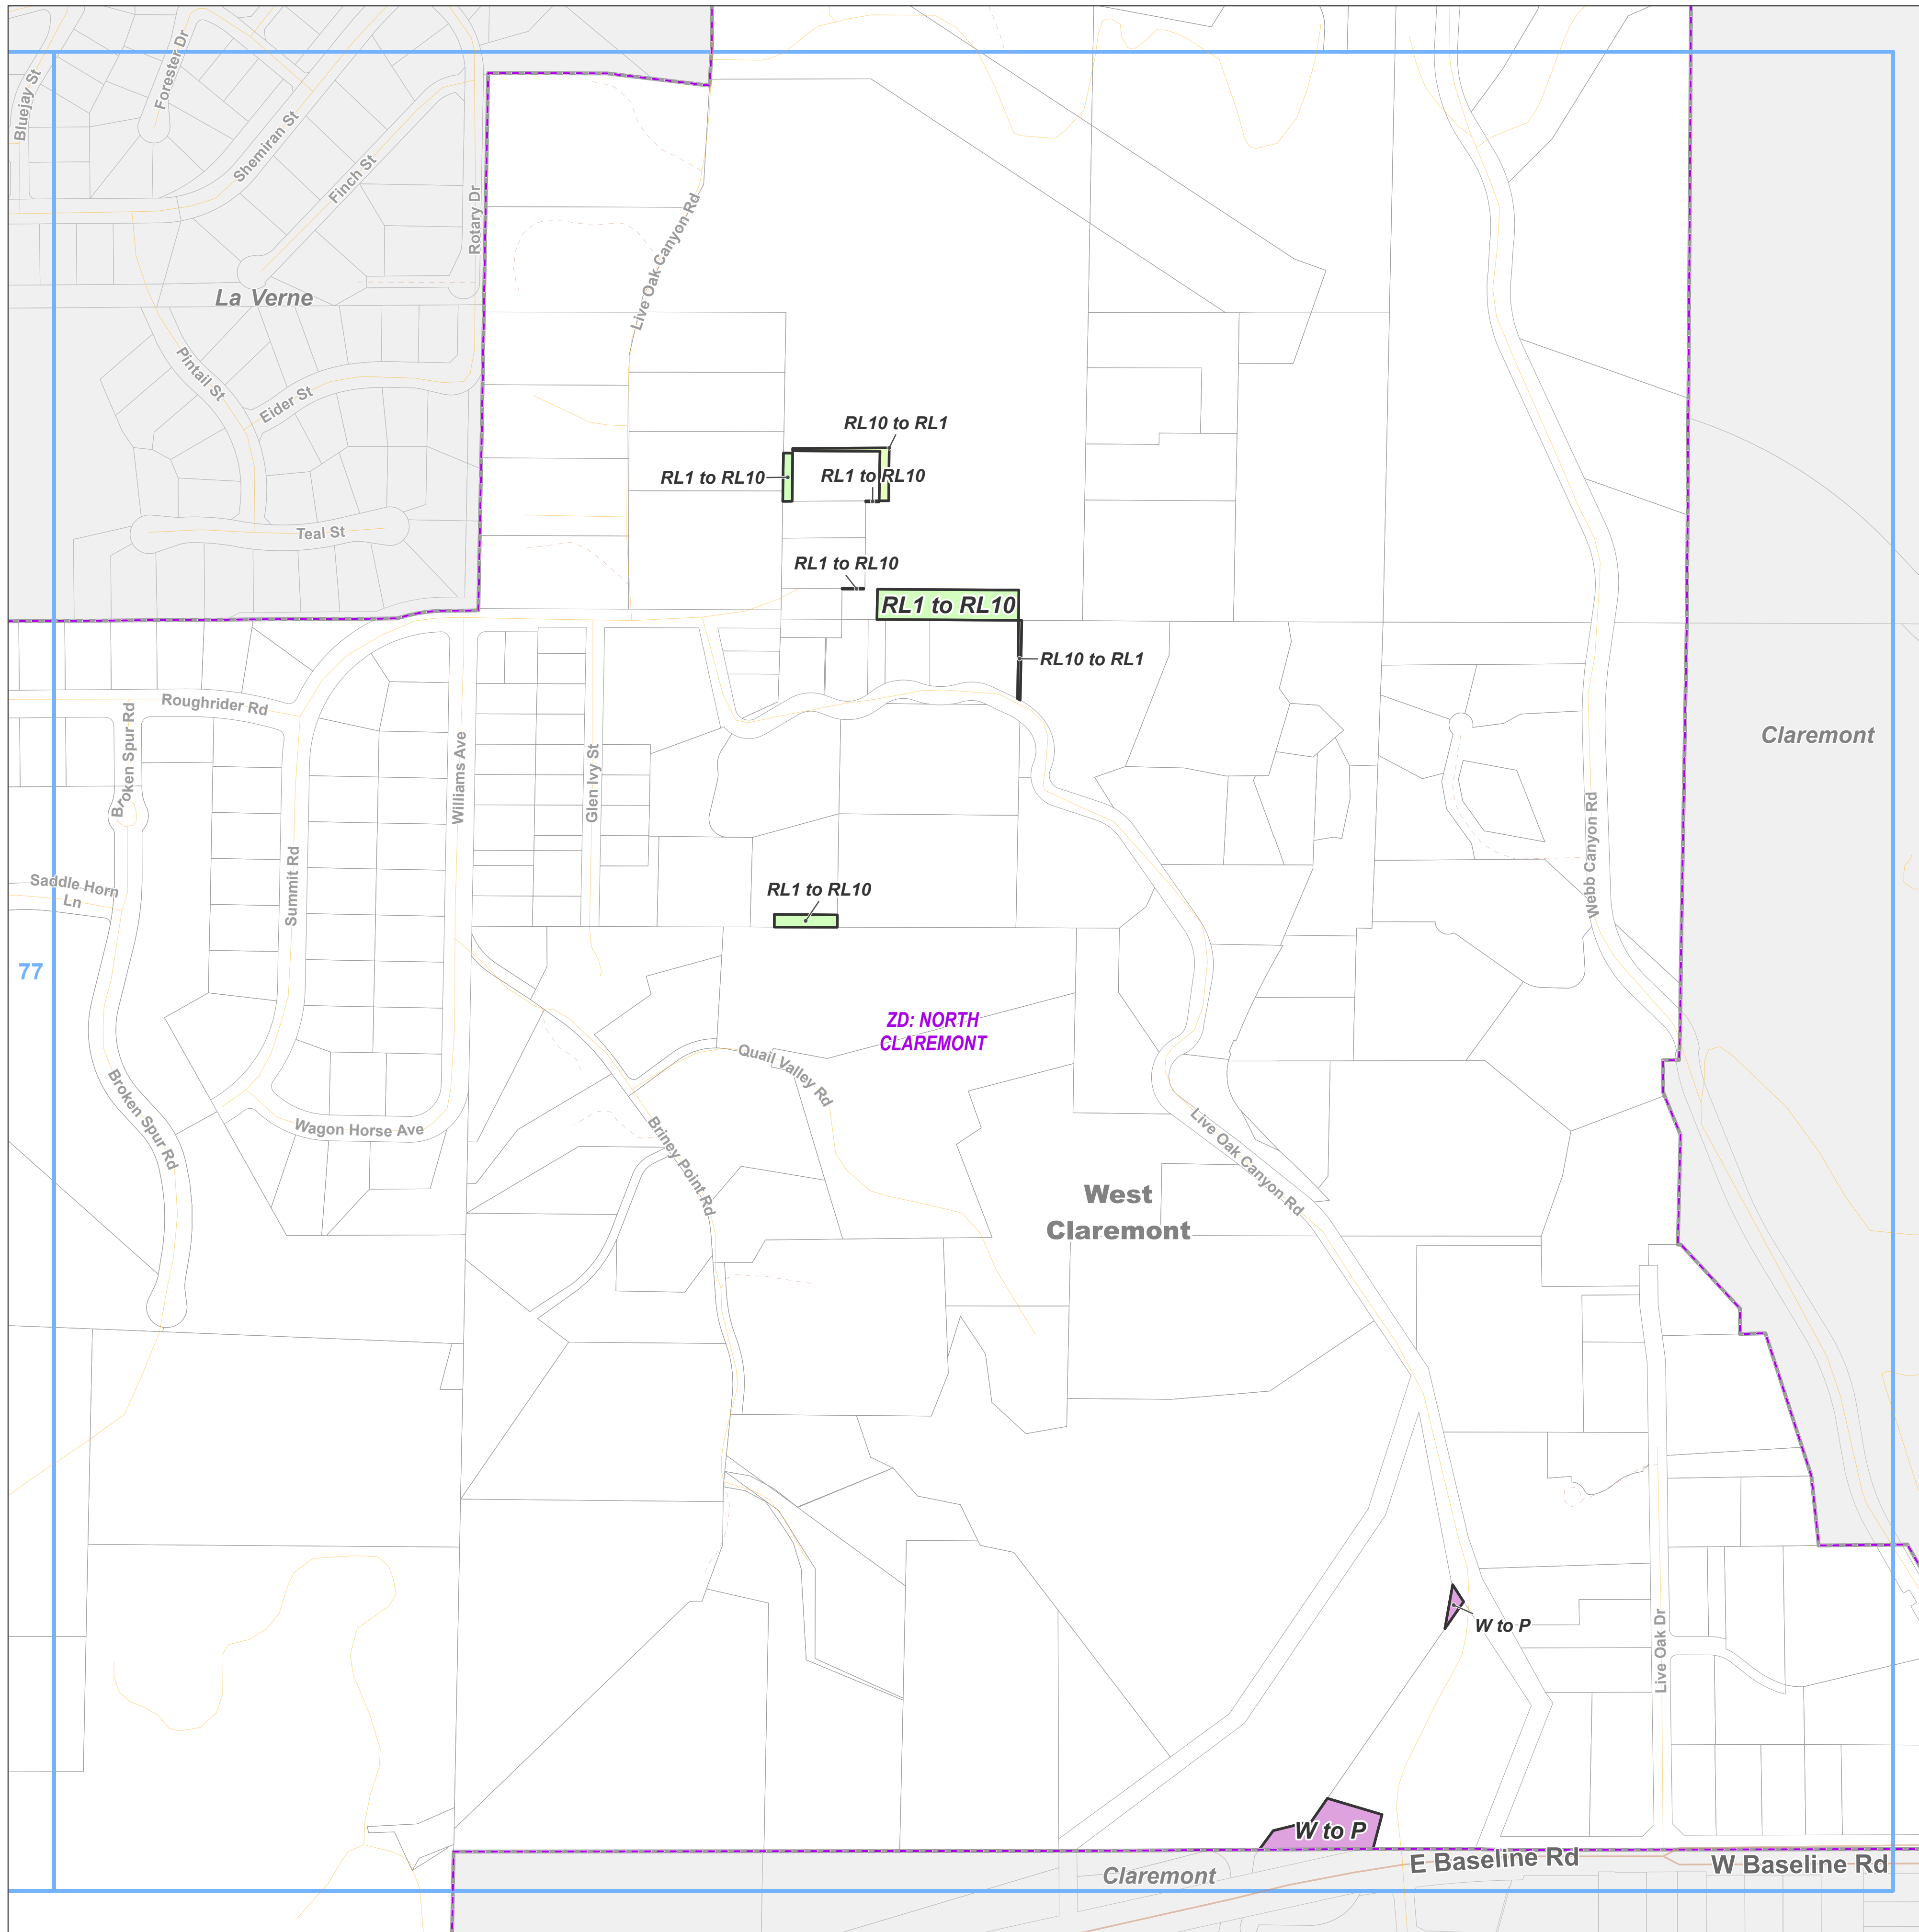 Bluejay St
Forester Dr
Shemiran St
Finch St
Rotary Dr
Live Oak Canyon Rd
La Verne
Pintail St
Eider St
Teal St
RL10 to RL1
RL1 to RL10
RL1 to RL10
RL1 to RL10
RL1 to RL10
RL10 to RL1
Roughrider Rd
Broken Spur Rd
Williams Ave
Glen Ivy St
Claremont
Summit Rd
Webb Canyon Rd
Saddle Horn
Ln
RL1 to RL10
77
ZD: NORTH
CLAREMONT
Quail Valley Rd
Broken Spur Rd
Wagon Horse Ave
Briney Point Rd
Live Oak Canyon Rd
West
Claremont
W to P
Live Oak Dr
W to P
E Baseline Rd
W Baseline Rd
Claremont